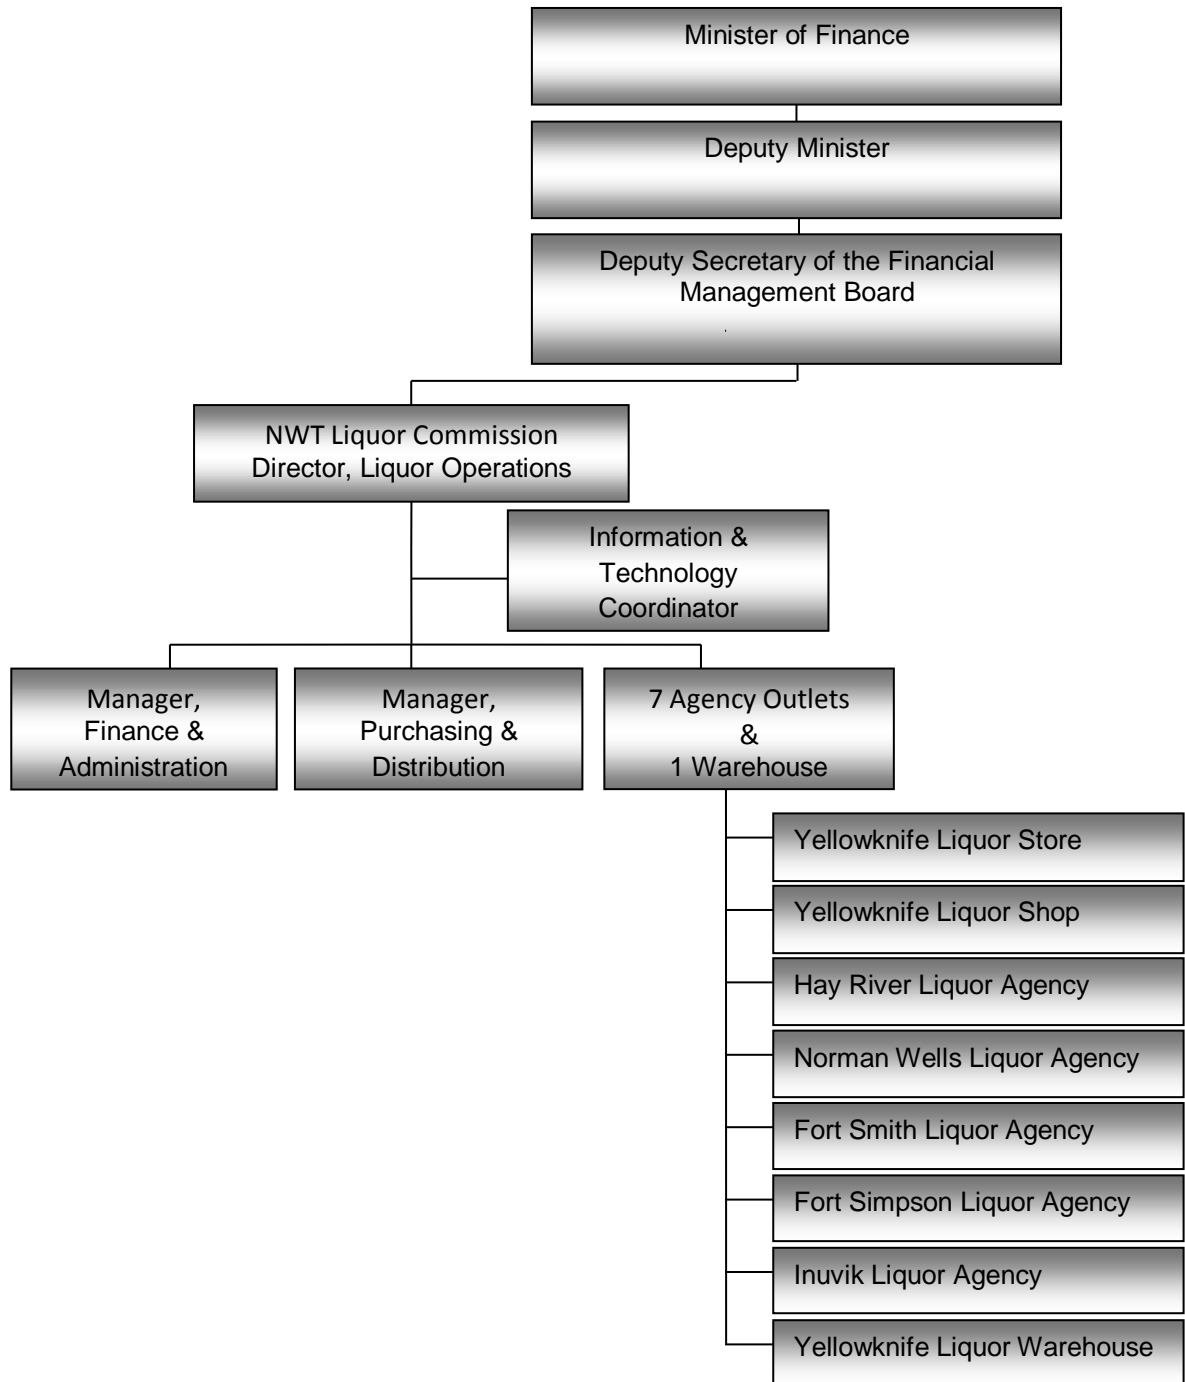 Minister of Finance
Deputy Minister
Deputy Secretary of the Financial
Management Board
.
NWT Liquor Commission
Director, Liquor Operations
Information &
Technology
Coordinator
Manager,
Finance &
Administration
Manager,
Purchasing &
Distribution
7 Agency Outlets
&
1 Warehouse
Yellowknife Liquor Store
Yellowknife Liquor Shop
Hay River Liquor Agency
Norman Wells Liquor Agency
Fort Smith Liquor Agency
Fort Simpson Liquor Agency
Inuvik Liquor Agency
Yellowknife Liquor Warehouse